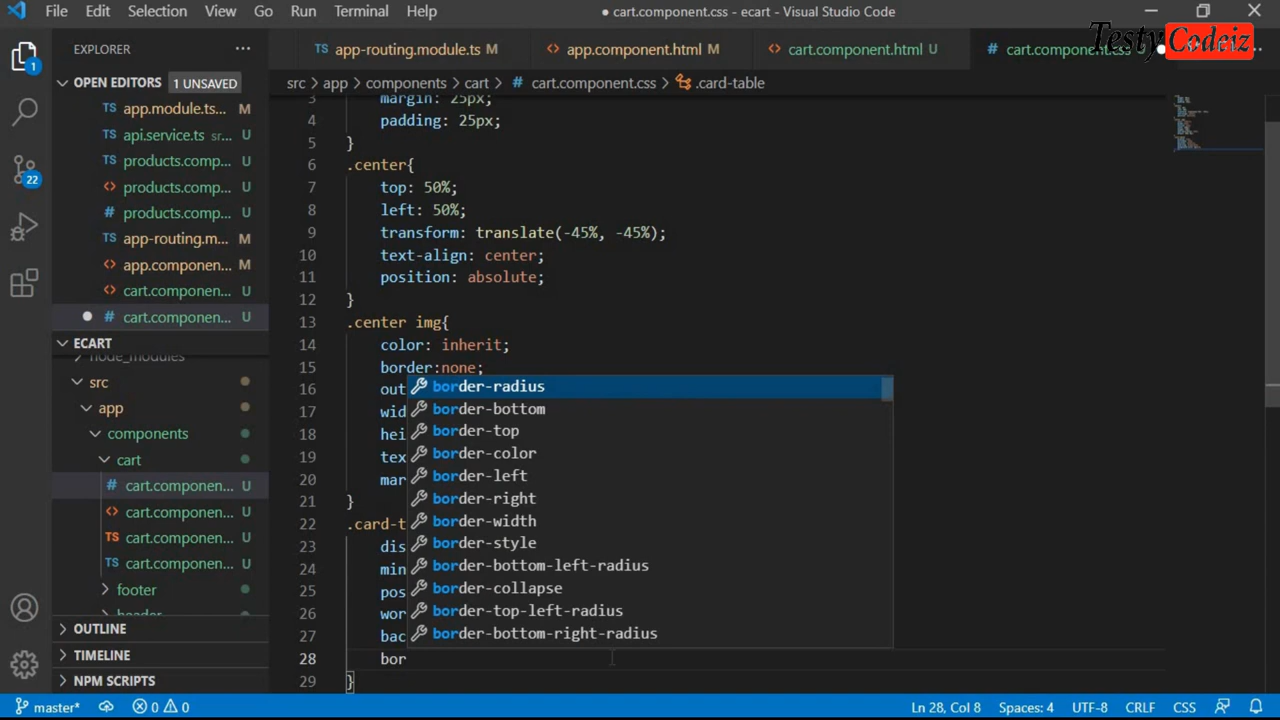 File Edit Selection View Go Run Terminal Help
● cart.component.css - ecart - Visual Studio Code
EXPLORER
TS app-routing.module.ts M
<> app.component.html M
<> cart.component.html U
# cart.component.css
Testy Codeiz
OPEN EDITORS 1 UNSAVED
src > app > components > cart > # cart.component.css > .card-table
TS app.module.ts... M
TS api.service.ts sr... U
TS products.comp... U
<> products.comp... U
# products.comp... U
TS app-routing.m... M
<> app.componen... M
<> cart.componen... U
# cart.componen... U
ECART
node_modules
src
app
components
cart
# cart.componen... U
<> cart.componen... U
TS cart.componen... U
TS cart.componen... U
footer
header
OUTLINE
TIMELINE
NPM SCRIPTS
1
22
3 margin: 25px;
4 padding: 25px;
5 }
6 .center{
7 top: 50%;
8 left: 50%;
9 transform: translate(-45%, -45%);
10 text-align: center;
11 position: absolute;
12 }
13 .center img{
14 color: inherit;
15 border:none;
16 out
17 wid
18 hei
19 tex
20 mar
21 }
22 .card-t
23 dis
24 min
25 pos
26 wor
27 bac
28 bor
29 }
border-radius
border-bottom
border-top
border-color
border-left
border-right
border-width
border-style
border-bottom-left-radius
border-collapse
border-top-left-radius
border-bottom-right-radius
master* 0 0 Ln 28, Col 8 Spaces: 4 UTF-8 CRLF CSS